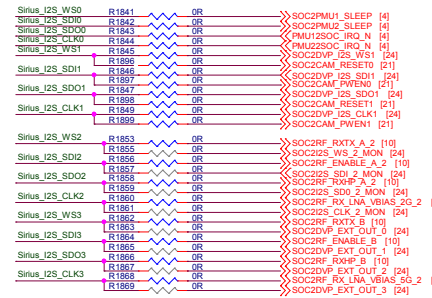 Sirius_I2S_WS0 R1841 0R SOC2PMU1_SLEEP [4]
Sirius_I2S_SDI0 R1842 0R SOC2PMU2_SLEEP [4]
Sirius_I2S_SDO0 R1843 0R PMU12SOC_IRQ_N [4]
Sirius_I2S_CLK0 R1844 0R PMU22SOC_IRQ_N [4]
Sirius_I2S_WS1 R1845 0R SOC2DVP_I2S_WS1 [24]
R1896 0R SOC2CAM_RESET0 [21]
Sirius_I2S_SDI1 R1846 0R SOC2DVP_I2S_SDI1 [24]
R1897 0R SOC2CAM_PWEN0 [21]
Sirius_I2S_SDO1 R1847 0R SOC2DVP_I2S_SDO1 [24]
R1898 0R SOC2CAM_RESET1 [21]
Sirius_I2S_CLK1 R1849 0R SOC2DVP_I2S_CLK1 [24]
R1899 0R SOC2CAM_PWEN1 [21]
Sirius_I2S_WS2 R1853 0R SOC2RF_RXTX_A_2 [10]
R1855 0R SOC2I2S_WS_2_MON [24]
Sirius_I2S_SDI2 R1856 0R SOC2RF_ENABLE_A_2 [10]
R1857 0R SOC2I2S_SDI_2_MON [24]
Sirius_I2S_SDO2 R1858 0R SOC2RF_RXHP_A_2 [10]
R1859 0R SOC2I2S_SD0_2_MON [24]
Sirius_I2S_CLK2 R1860 0R SOC2RF_RX_LNA_VBIAS_2G_2
R1861 0R SOC2I2S_CLK_2_MON [24]
Sirius_I2S_WS3 R1862 0R SOC2RF_RXTX_B [10]
R1863 0R SOC2DVP_EXT_OUT_0 [24]
Sirius_I2S_SDI3 R1864 0R SOC2RF_ENABLE_B [10]
R1865 0R SOC2DVP_EXT_OUT_1 [24]
Sirius_I2S_SDO3 R1866 0R SOC2RF_RXHP_B [10]
R1867 0R SOC2DVP_EXT_OUT_2 [24]
Sirius_I2S_CLK3 R1868 0R SOC2RF_RX_LNA_VBIAS_5G_2
R1869 0R SOC2DVP_EXT_OUT_3 [24]